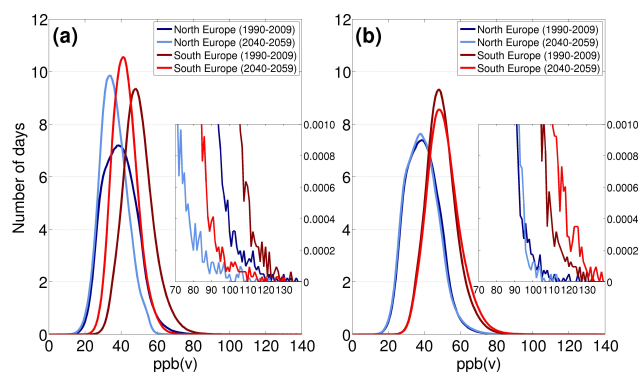 (a)
North Europe (1990-2009)
North Europe (2040-2059)
South Europe (1990-2009)
South Europe (2040-2059)
Number of days
12
10
8
6
4
2
0
0.0010
0.0008
0.0006
0.0004
0.0002
0
70 80 90 100 110 120 130
0 20 40 60 80 100 120 140
ppb(v)
(b)
North Europe (1990-2009)
North Europe (2040-2059)
South Europe (1990-2009)
South Europe (2040-2059)
12
10
8
6
4
2
0
0.0010
0.0008
0.0006
0.0004
0.0002
0
70 80 90 100 110 120 130
0 20 40 60 80 100 120 140
ppb(v)